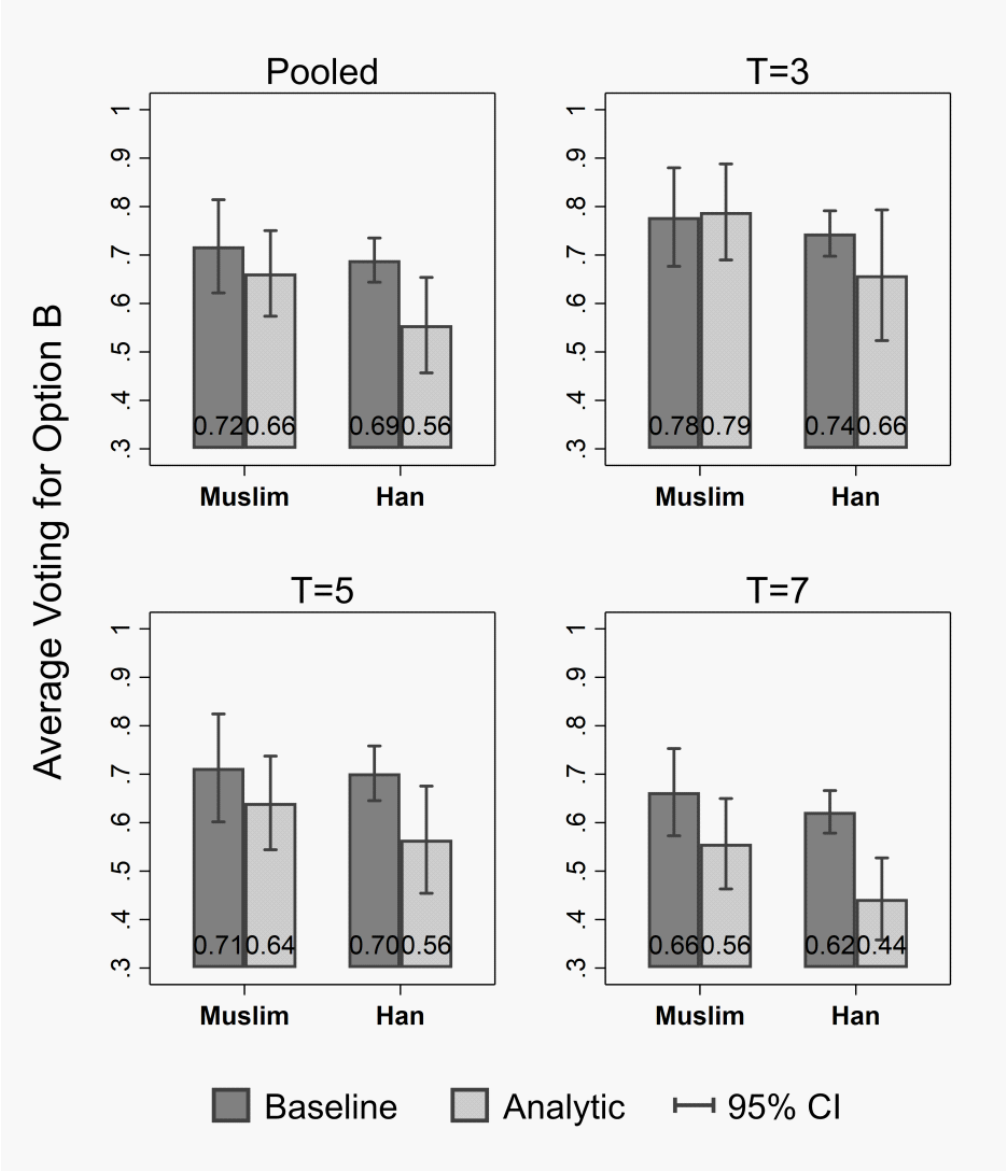 Average Voting for Option B
Pooled
1
.9
.8
.7
.6
.5
.4
.3
0.72 0.66 0.69 0.56
Muslim Han
T=3
1
.9
.8
.7
.6
.5
.4
.3
0.78 0.79 0.74 0.66
Muslim Han
T=5
1
.9
.8
.7
.6
.5
.4
.3
0.71 0.64 0.70 0.56
Muslim Han
T=7
1
.9
.8
.7
.6
.5
.4
.3
0.66 0.56 0.62 0.44
Muslim Han
Baseline Analytic 95% CI